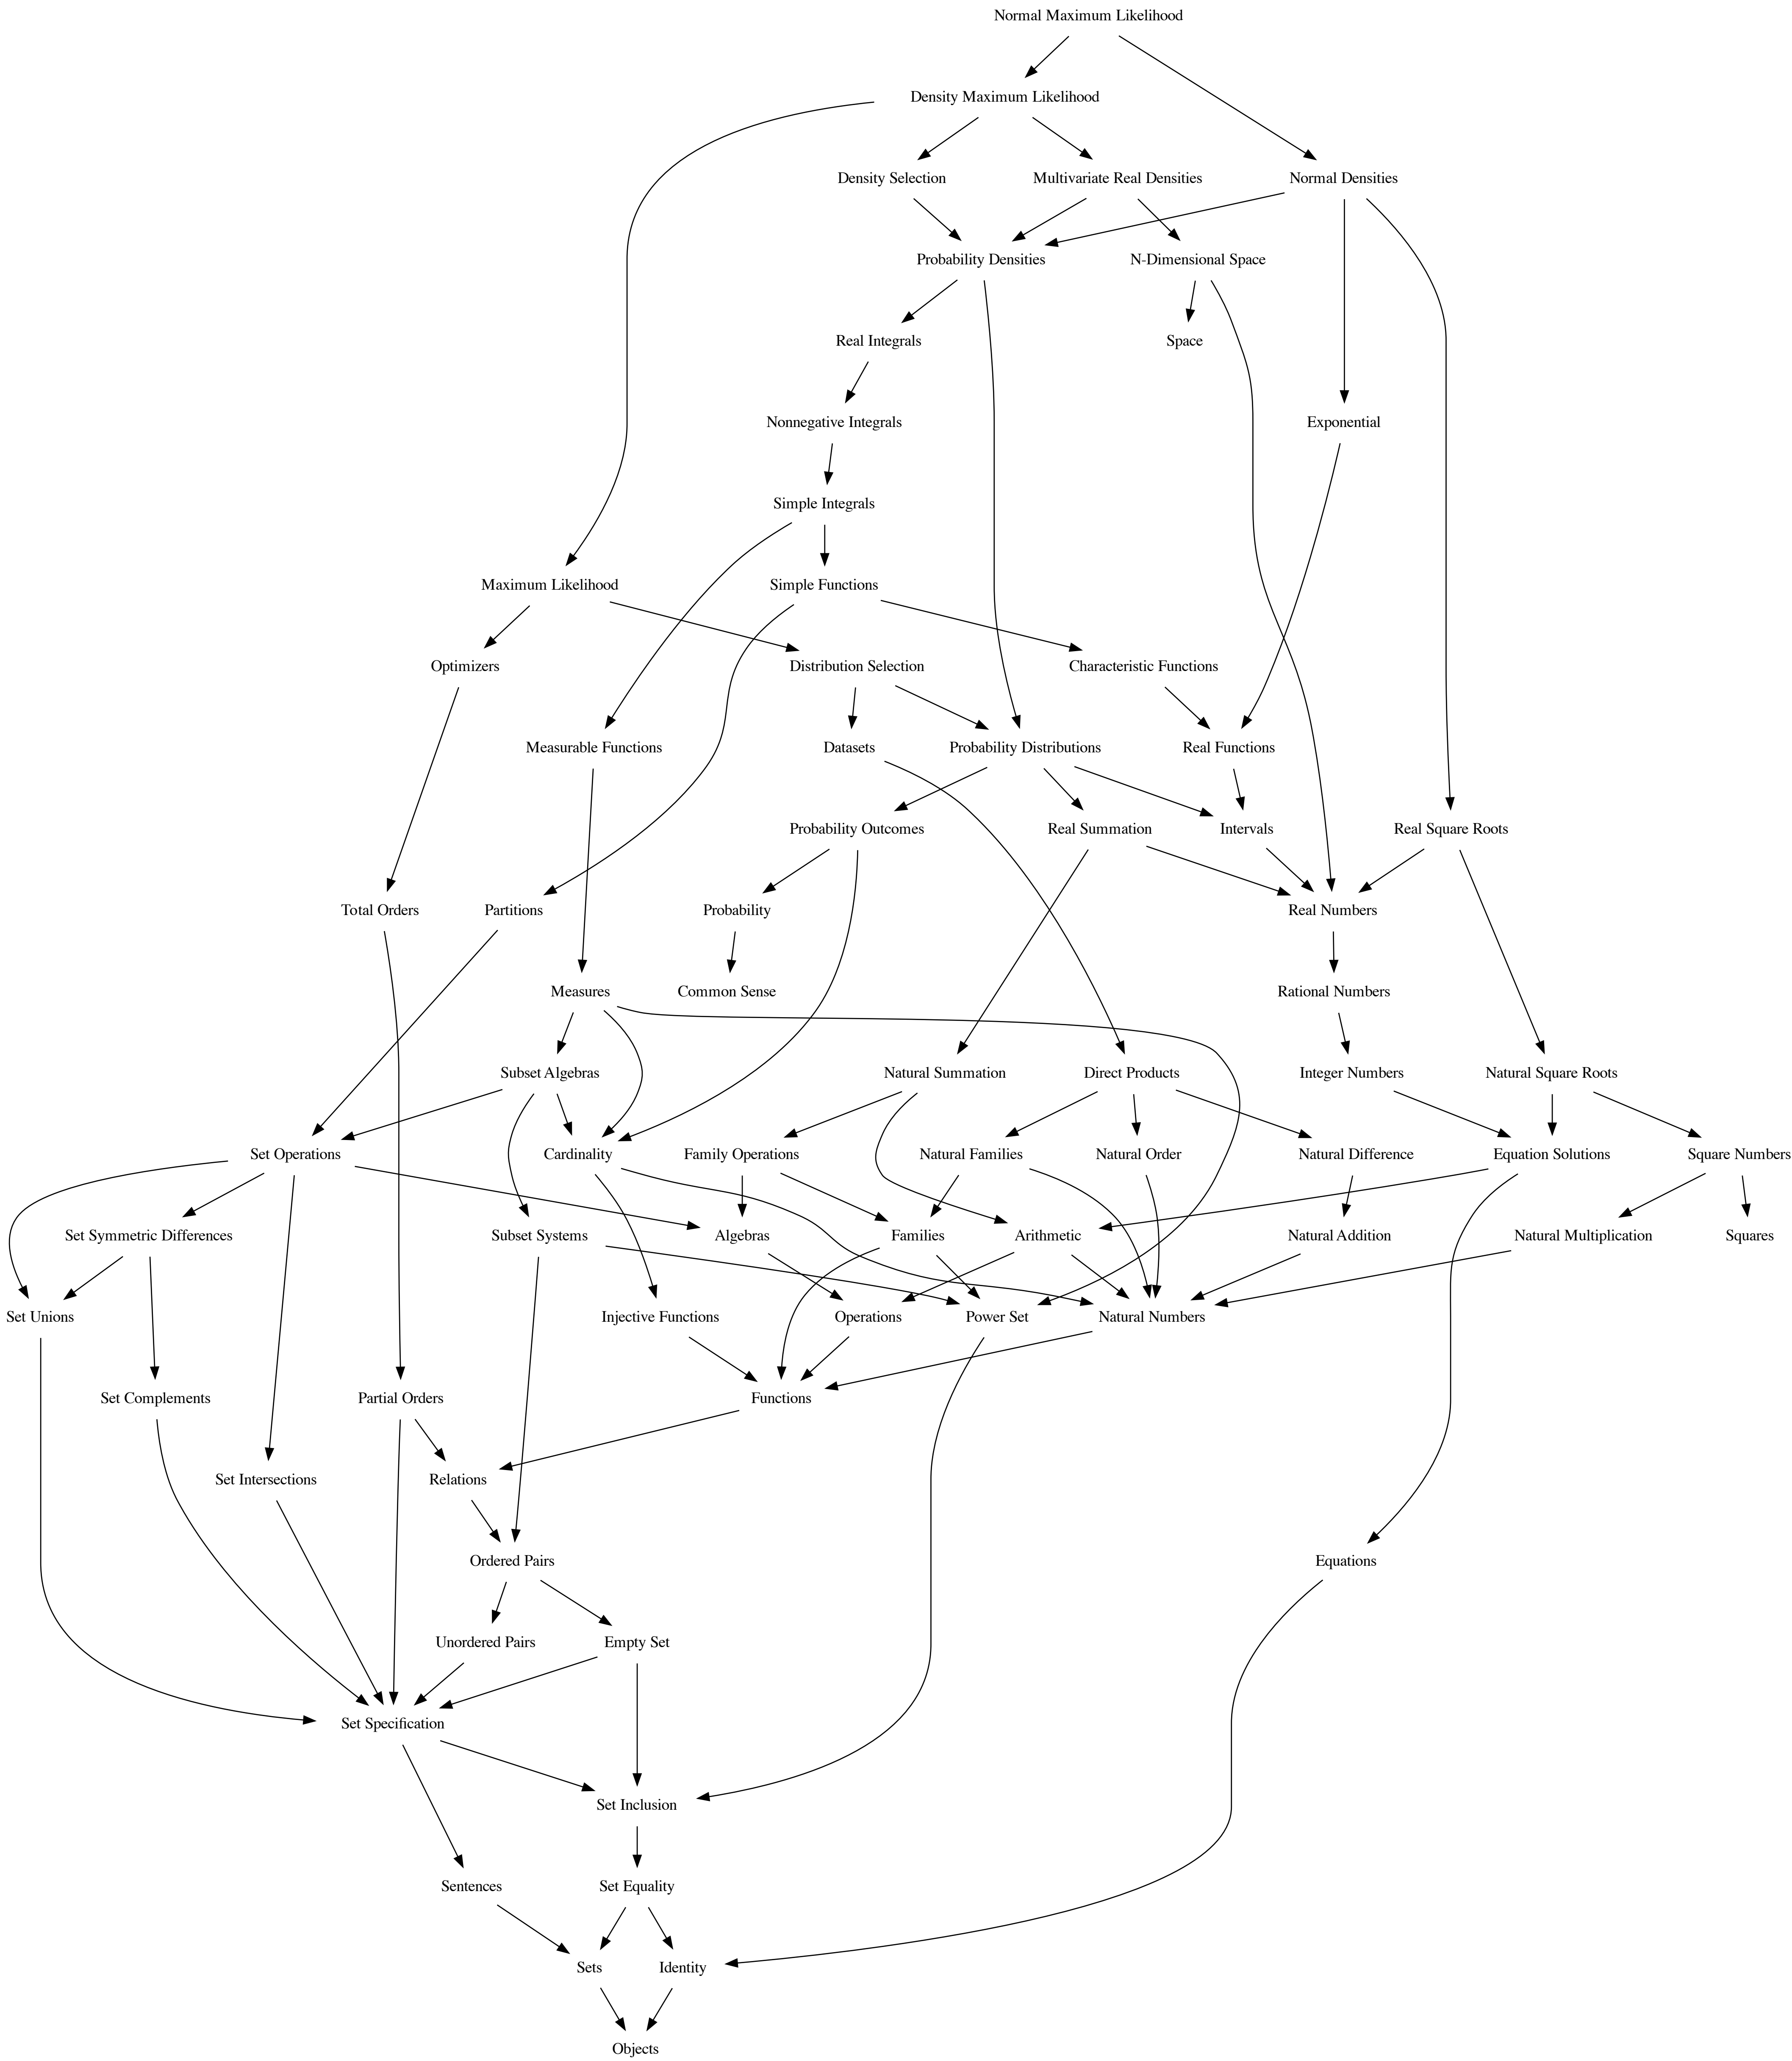 Normal Maximum Likelihood
Density Maximum Likelihood
Density Selection
Multivariate Real Densities
Normal Densities
Probability Densities
N-Dimensional Space
Real Integrals
Space
Nonnegative Integrals
Exponential
Simple Integrals
Maximum Likelihood
Simple Functions
Optimizers
Distribution Selection
Characteristic Functions
Measurable Functions
Datasets
Probability Distributions
Real Functions
Probability Outcomes
Real Summation
Intervals
Real Square Roots
Total Orders
Partitions
Probability
Real Numbers
Measures
Common Sense
Rational Numbers
Subset Algebras
Natural Summation
Direct Products
Integer Numbers
Natural Square Roots
Set Operations
Cardinality
Family Operations
Natural Families
Natural Order
Natural Difference
Equation Solutions
Square Numbers
Set Symmetric Differences
Subset Systems
Algebras
Families
Arithmetic
Natural Addition
Natural Multiplication
Squares
Set Unions
Injective Functions
Operations
Power Set
Natural Numbers
Set Complements
Partial Orders
Functions
Set Intersections
Relations
Ordered Pairs
Equations
Unordered Pairs
Empty Set
Set Specification
Set Inclusion
Sentences
Set Equality
Sets
Identity
Objects